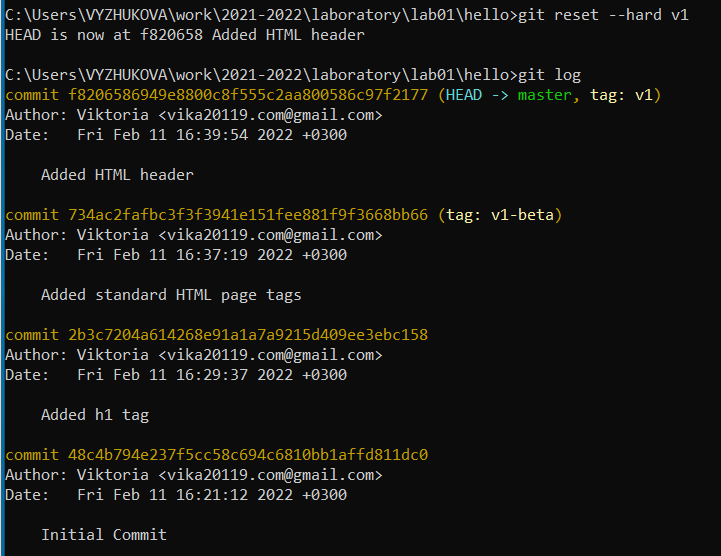 C:\Users\VYZHUKOVA\work\2021-2022\laboratory\lab01\hello>git reset --hard v1
HEAD is now at f820658 Added HTML header

C:\Users\VYZHUKOVA\work\2021-2022\laboratory\lab01\hello>git log
commit f8206586949e8800c8f555c2aa800586c97f2177 (HEAD -> master, tag: v1)
Author: Viktoria <vika20119.com@gmail.com>
Date:   Fri Feb 11 16:39:54 2022 +0300

    Added HTML header

commit 734ac2fafbc3f3f3941e151fee881f9f3668bb66 (tag: v1-beta)
Author: Viktoria <vika20119.com@gmail.com>
Date:   Fri Feb 11 16:37:19 2022 +0300

    Added standard HTML page tags

commit 2b3c7204a614268e91a1a7a9215d409ee3ebc158
Author: Viktoria <vika20119.com@gmail.com>
Date:   Fri Feb 11 16:29:37 2022 +0300

    Added h1 tag

commit 48c4b794e237f5cc58c694c6810bb1affd811dc0
Author: Viktoria <vika20119.com@gmail.com>
Date:   Fri Feb 11 16:21:12 2022 +0300

    Initial Commit